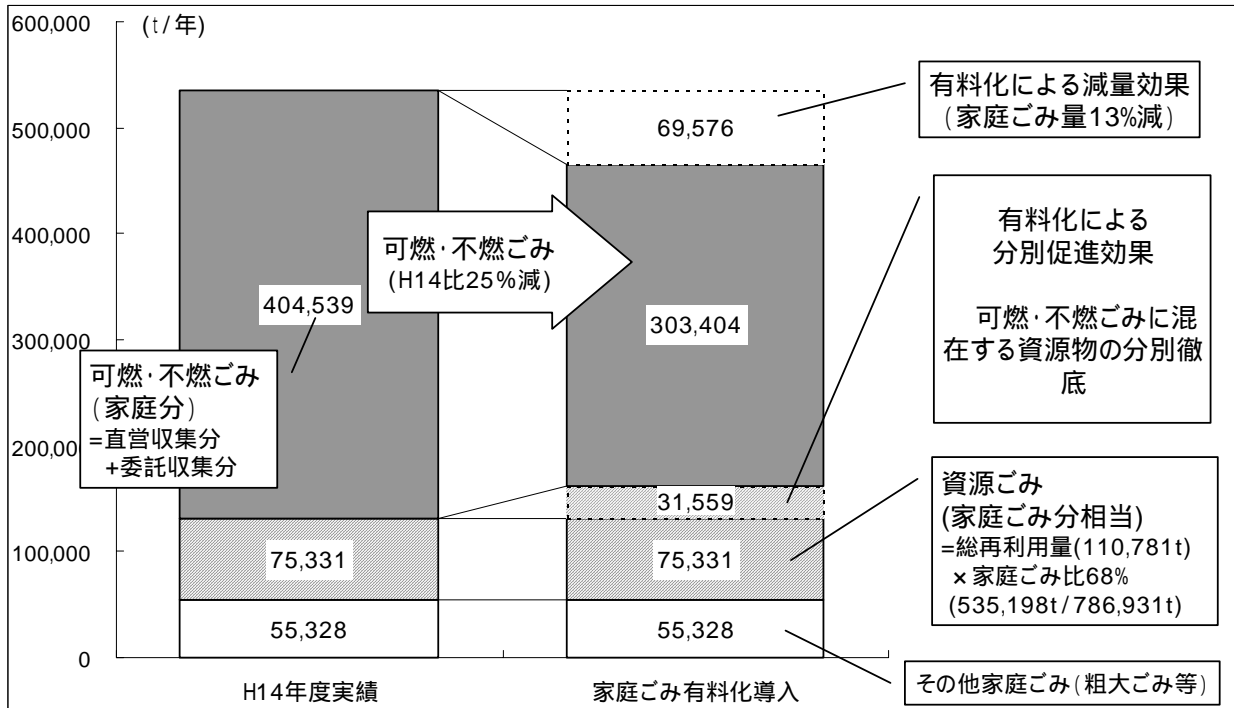 (t/年)
600,000
500,000
400,000
300,000
200,000
100,000
0
404,539
75,331
55,328
可燃・不燃ごみ
(家庭分)
=直営収集分
+委託収集分
可燃・不燃ごみ
(H14比25%減)
69,576
303,404
31,559
75,331
55,328
有料化による減量効果
(家庭ごみ量13%減)
有料化による
分別促進効果
可燃・不燃ごみに混
在する資源物の分別徹
底
資源ごみ
(家庭ごみ分相当)
=総再利用量(110,781t)
×家庭ごみ比68%
(535,198t/786,931t)
その他家庭ごみ(粗大ごみ等)
H14年度実績
家庭ごみ有料化導入